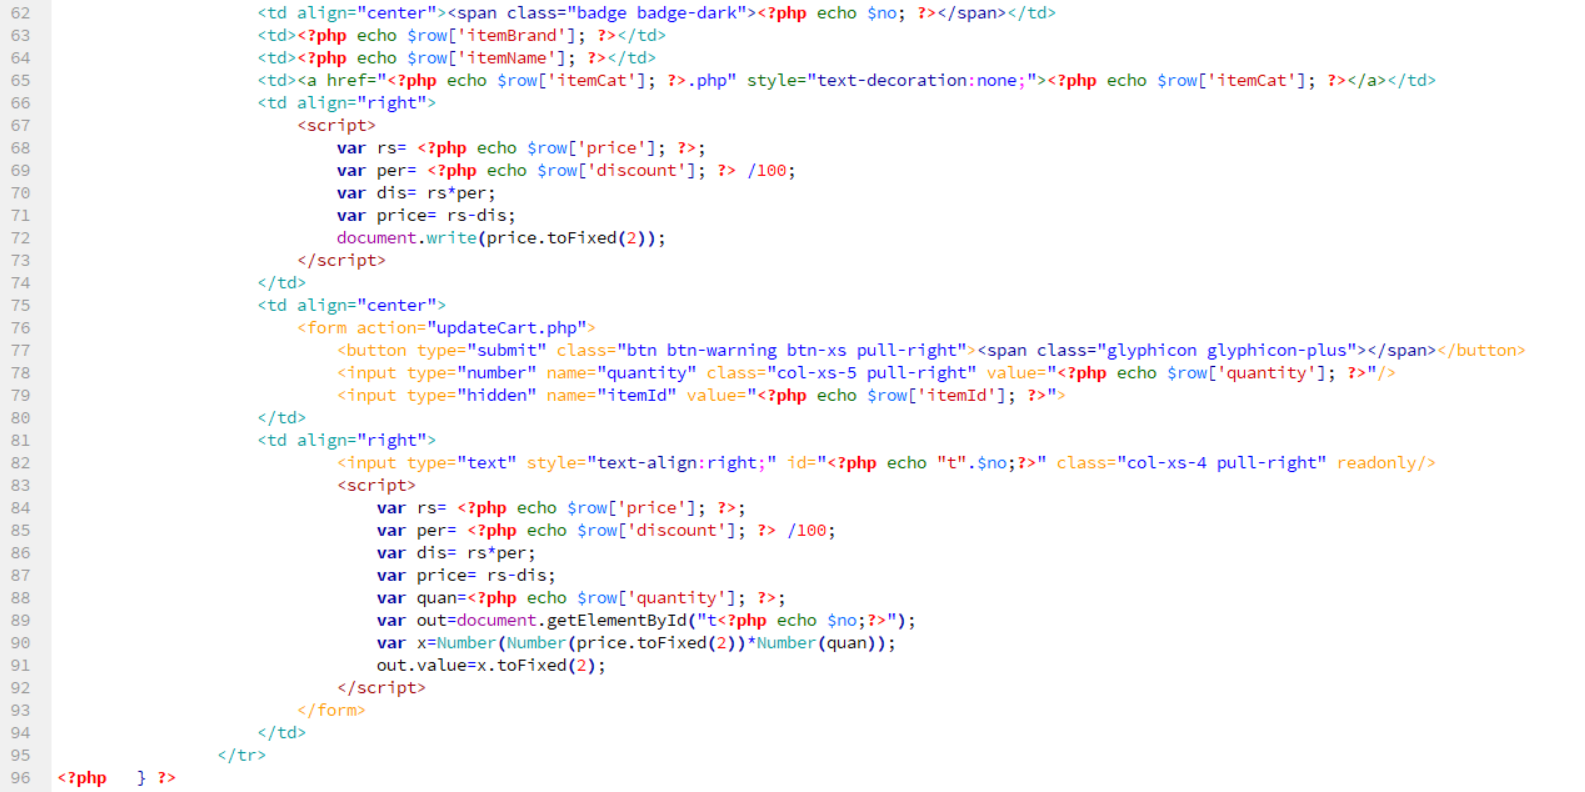 62 <td align="center"><span class="badge badge-dark"><?php echo $no; ?></span></td>
63 <td><?php echo $row['itemBrand']; ?></td>
64 <td><?php echo $row['itemName']; ?></td>
65 <td><a href="<?php echo $row['itemCat']; ?>.php" style="text-decoration:none;"><?php echo $row['itemCat']; ?></a></td>
66 <td align="right">
67 <script>
68 var rs= <?php echo $row['price']; ?>;
69 var per= <?php echo $row['discount']; ?> /100;
70 var dis= rs*per;
71 var price= rs-dis;
72 document.write(price.toFixed(2));
73 </script>
74 </td>
75 <td align="center">
76 <form action="updateCart.php">
77 <button type="submit" class="btn btn-warning btn-xs pull-right"><span class="glyphicon glyphicon-plus"></span></button>
78 <input type="number" name="quantity" class="col-xs-5 pull-right" value="<?php echo $row['quantity']; ?>"/>
79 <input type="hidden" name="itemId" value="<?php echo $row['itemId']; ?>">
80 </td>
81 <td align="right">
82 <input type="text" style="text-align:right;" id="<?php echo "t".$no;?>" class="col-xs-4 pull-right" readonly/>
83 <script>
84 var rs= <?php echo $row['price']; ?>;
85 var per= <?php echo $row['discount']; ?> /100;
86 var dis= rs*per;
87 var price= rs-dis;
88 var quan=<?php echo $row['quantity']; ?>;
89 var out=document.getElementById("t<?php echo $no;?>");
90 var x=Number(Number(price.toFixed(2))*Number(quan));
91 out.value=x.toFixed(2);
92 </script>
93 </form>
94 </td>
95 </tr>
96 <?php } ?>